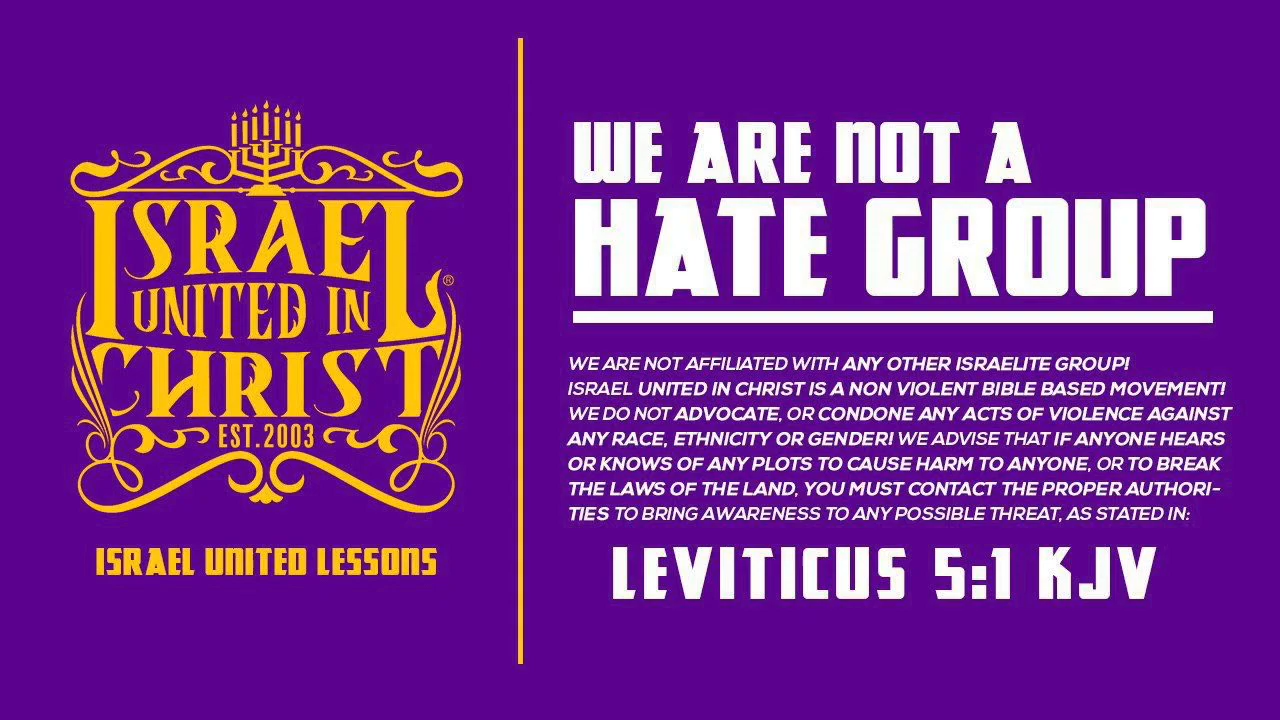 ISRAEL
UNITED IN
CHRIST
®
EST.2003
ISRAEL UNITED LESSONS
WE ARE NOT A
HATE GROUP
WE ARE NOT AFFILIATED WITH ANY OTHER ISRAELITE GROUP!
ISRAEL UNITED IN CHRIST IS A NON VIOLENT BIBLE BASED MOVEMENT!
WE DO NOT ADVOCATE, OR CONDONE ANY ACTS OF VIOLENCE AGAINST
ANY RACE, ETHNICITY OR GENDER! WE ADVISE THAT IF ANYONE HEARS
OR KNOWS OF ANY PLOTS TO CAUSE HARM TO ANYONE, OR TO BREAK
THE LAWS OF THE LAND, YOU MUST CONTACT THE PROPER AUTHORI-
TIES TO BRING AWARENESS TO ANY POSSIBLE THREAT, AS STATED IN:
LEVITICUS 5:1 KJV